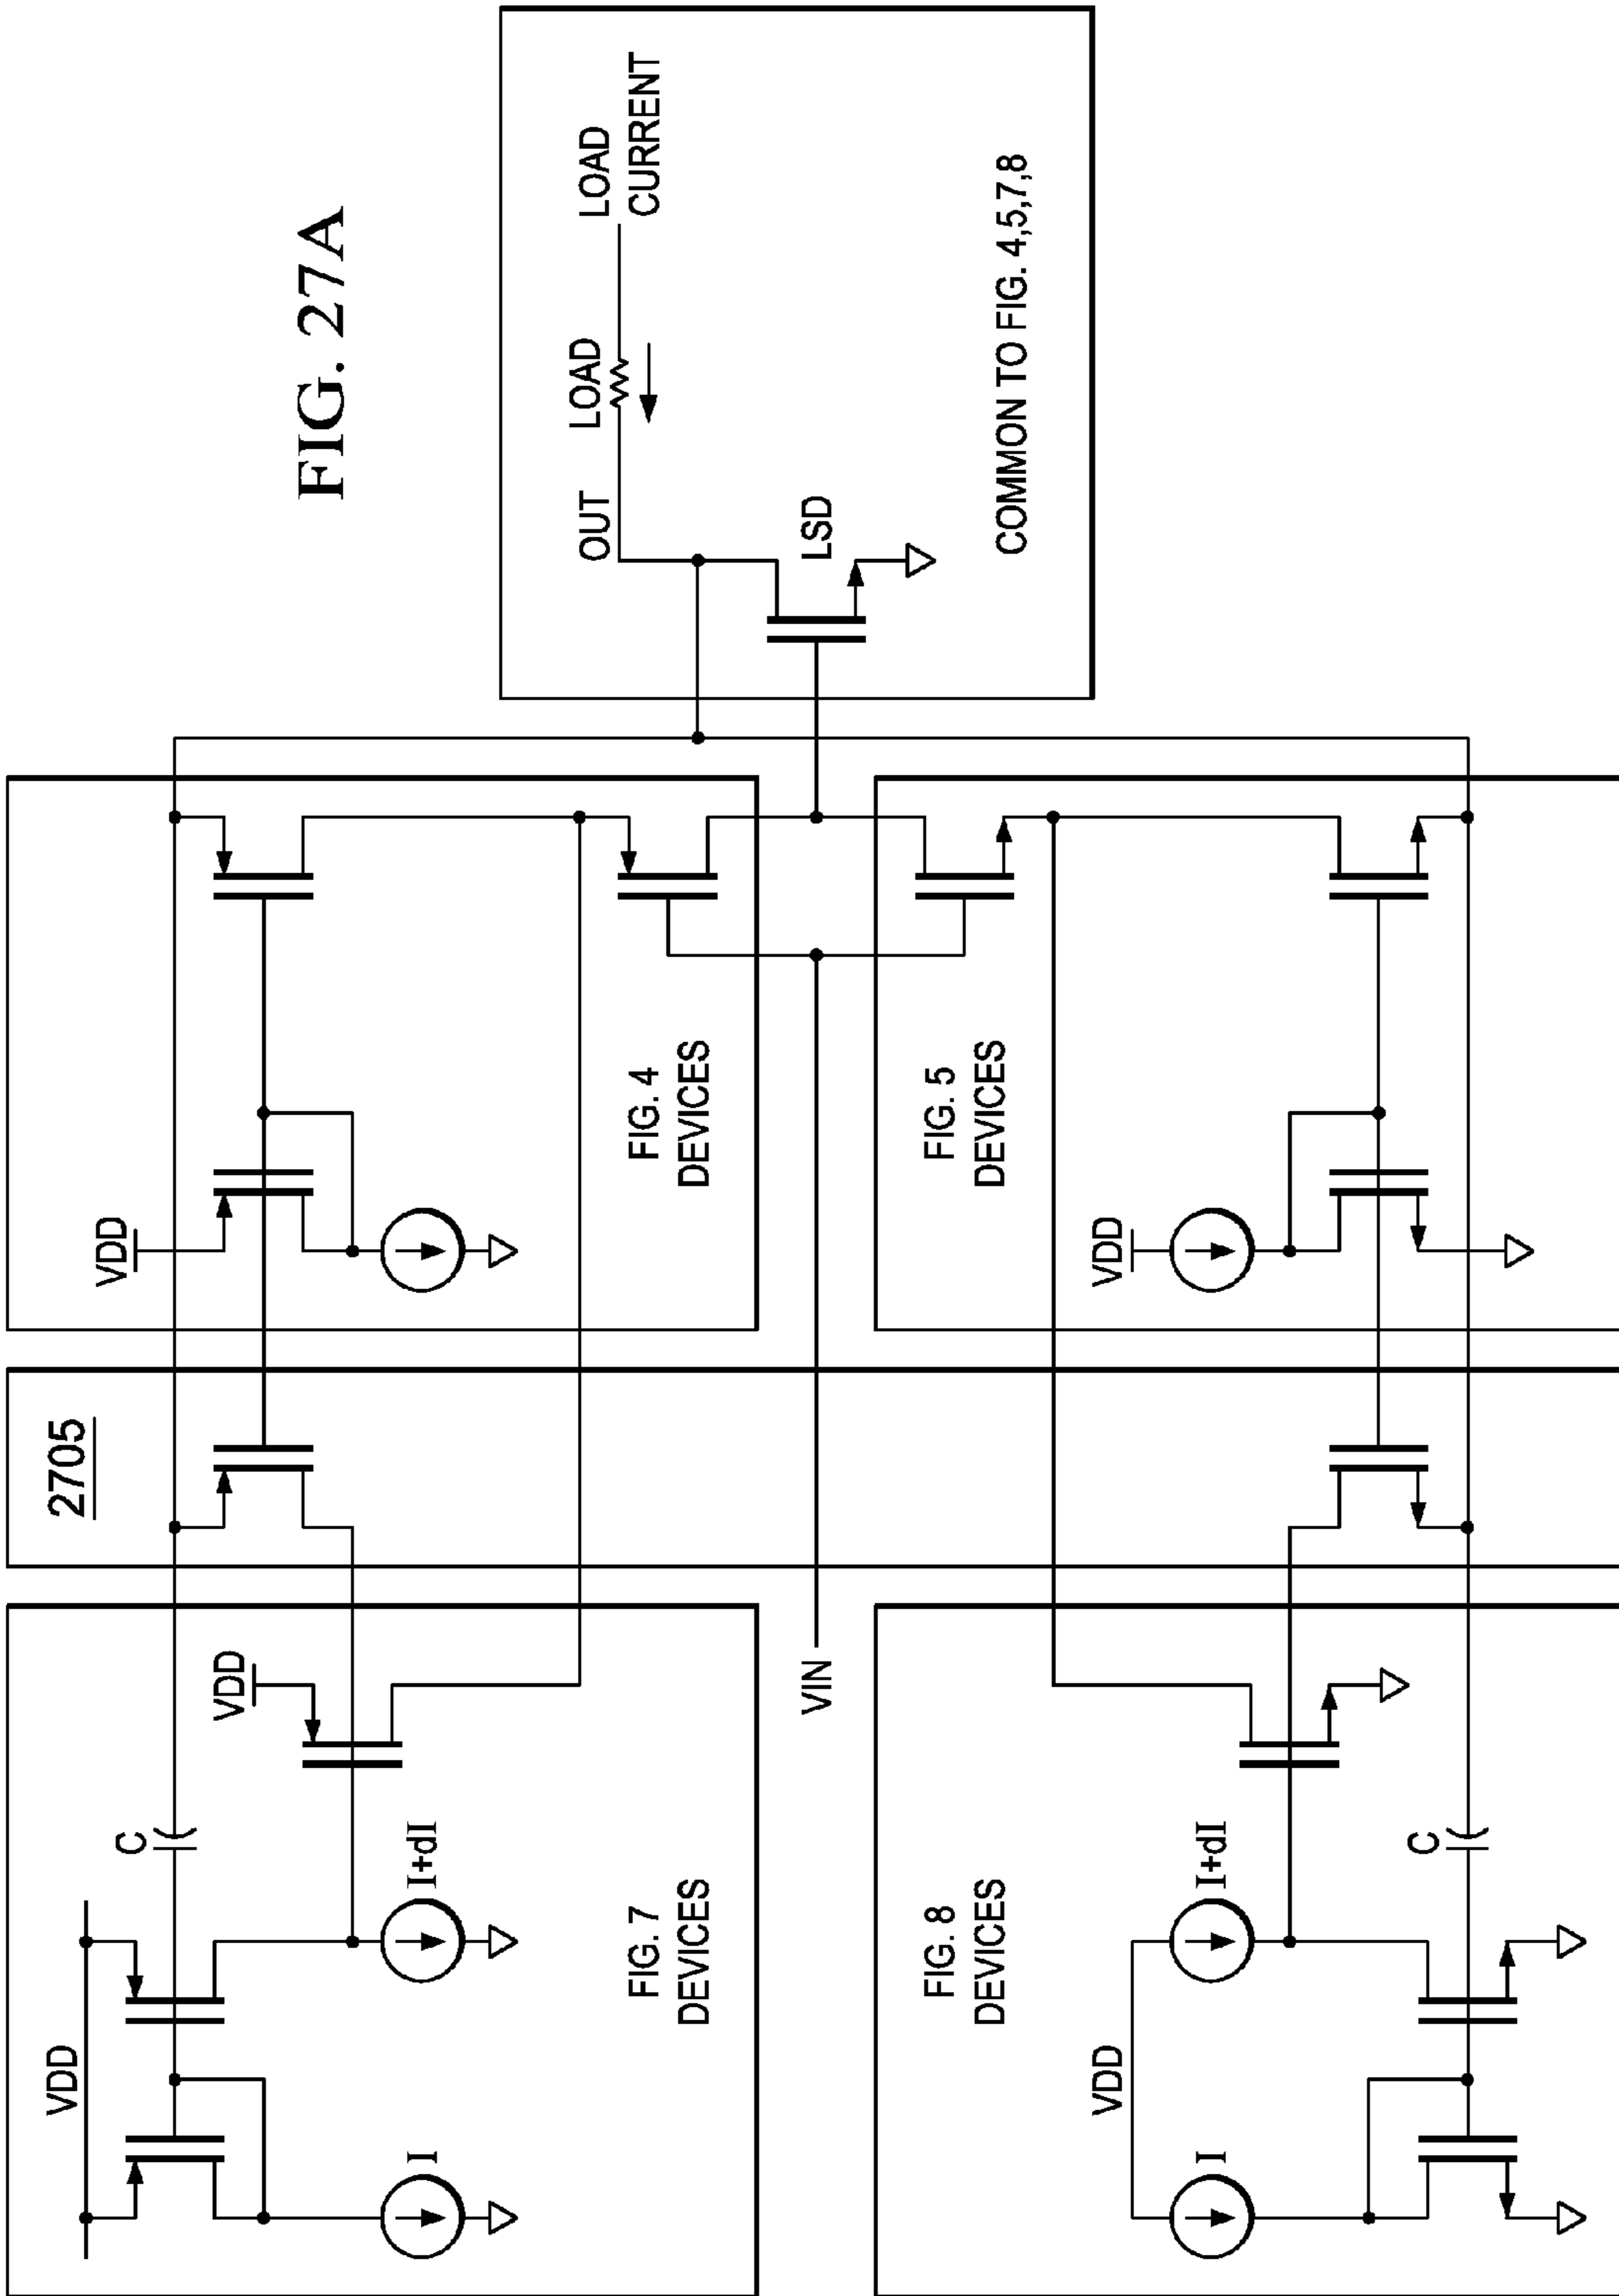 FIG. 27A
VDD
C
I
I+dI
FIG. 7
DEVICES
VDD
2705
VDD
FIG. 4
DEVICES
OUT
LOAD
LOAD
CURRENT
LSD
COMMON TO FIG. 4,5,7,8
VIN
VDD
I
I+dI
FIG. 8
DEVICES
C
VDD
FIG. 5
DEVICES